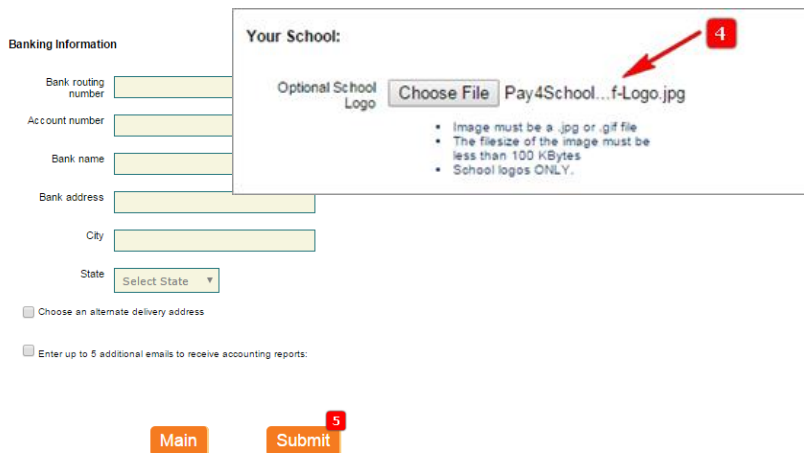 Banking Information
Bank routing
number
Account number
Bank name
Bank address
City
State
Select State
Choose an alternate delivery address
Enter up to 5 additional emails to receive accounting reports:
Main
Submit
5
Your School:
4
Optional School
Logo
Choose File
Pay4School...f-Logo.jpg
• Image must be a .jpg or .gif file
• The filesize of the image must be
less than 100 KBytes
• School logos ONLY.